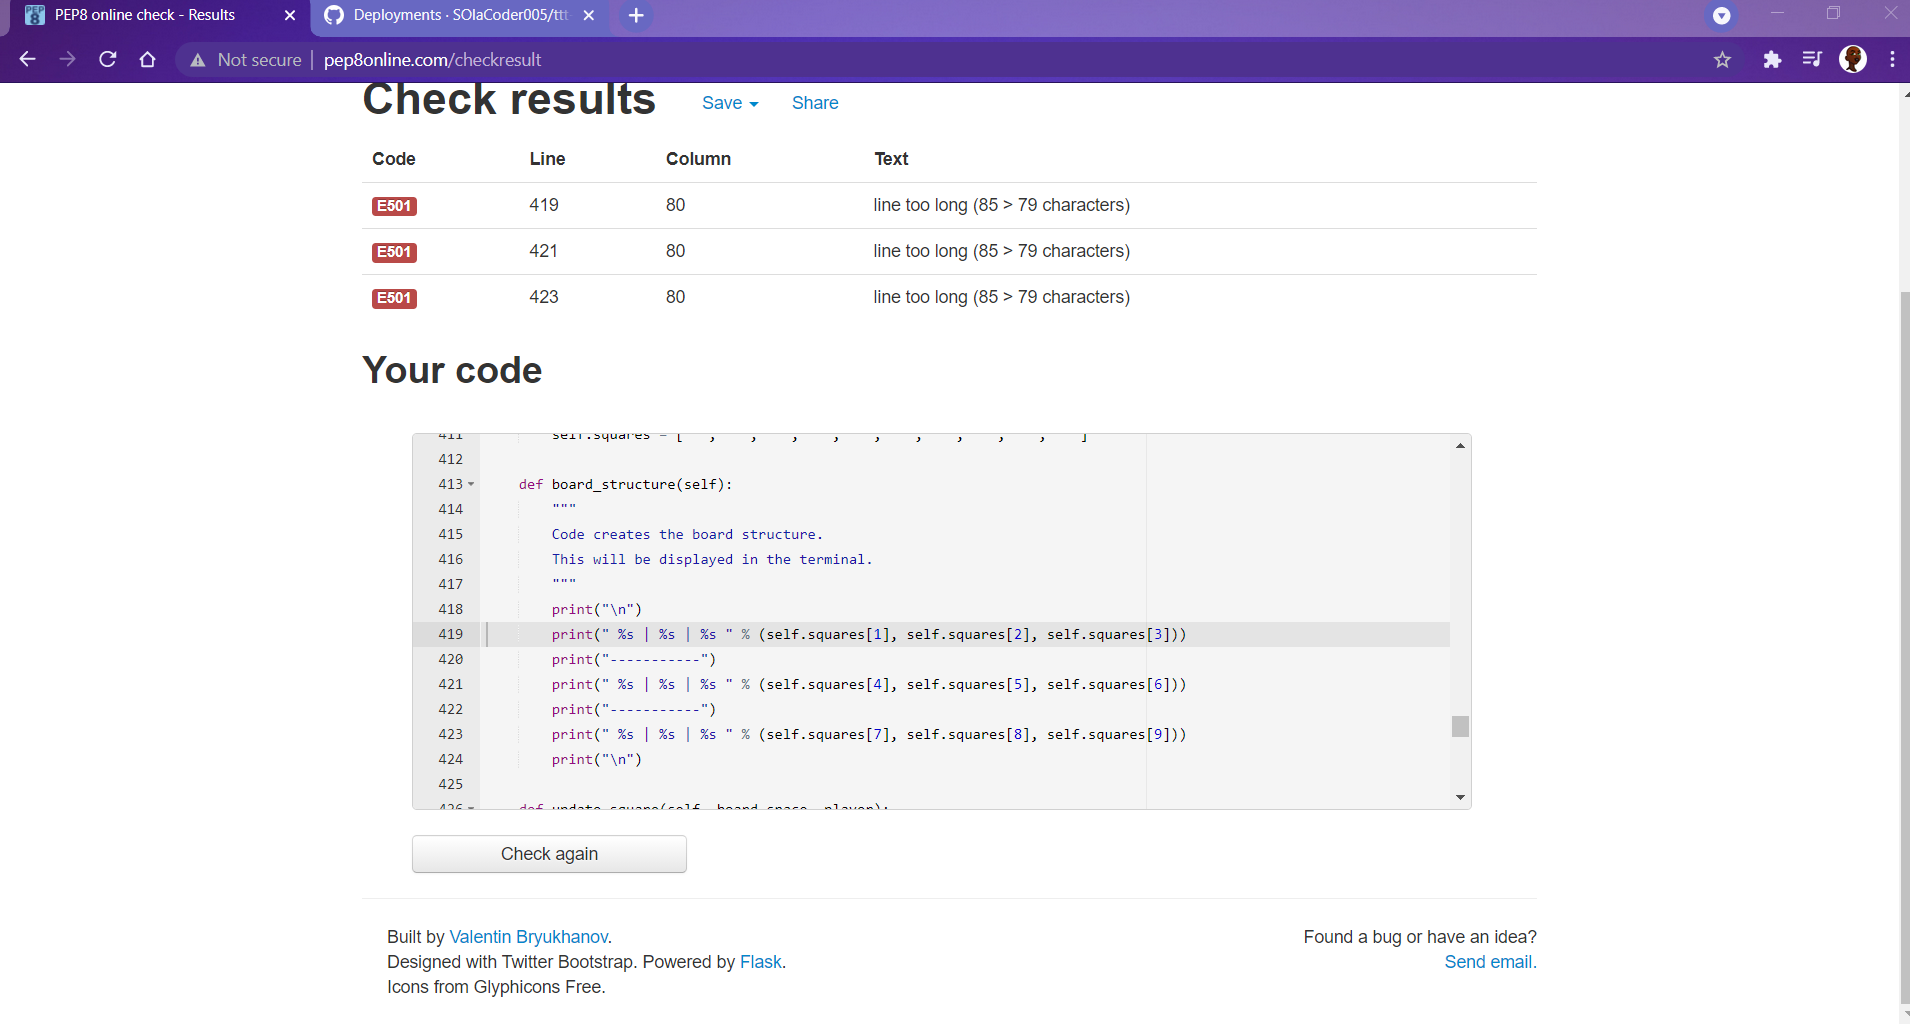 PEP8 online check - Results
Deployments · SOlaCoder005/ttt-
Not secure
pep8online.com/checkresult
Check results Save Share
Code Line Column Text
E501 419 80 line too long (85 > 79 characters)
E501 421 80 line too long (85 > 79 characters)
E501 423 80 line too long (85 > 79 characters)
Your code
411 self.squares = [ , , , , , , , , , ]
412
413 def board_structure(self):
414 """
415 Code creates the board structure.
416 This will be displayed in the terminal.
417 """
418 print("\n")
419 print(" %s | %s | %s " % (self.squares[1], self.squares[2], self.squares[3]))
420 print("-----------")
421 print(" %s | %s | %s " % (self.squares[4], self.squares[5], self.squares[6]))
422 print("-----------")
423 print(" %s | %s | %s " % (self.squares[7], self.squares[8], self.squares[9]))
424 print("\n")
425
426 def update_square(self, board_space, player):
Check again
Built by Valentin Bryukhanov.
Designed with Twitter Bootstrap. Powered by Flask.
Icons from Glyphicons Free.
Found a bug or have an idea?
Send email.